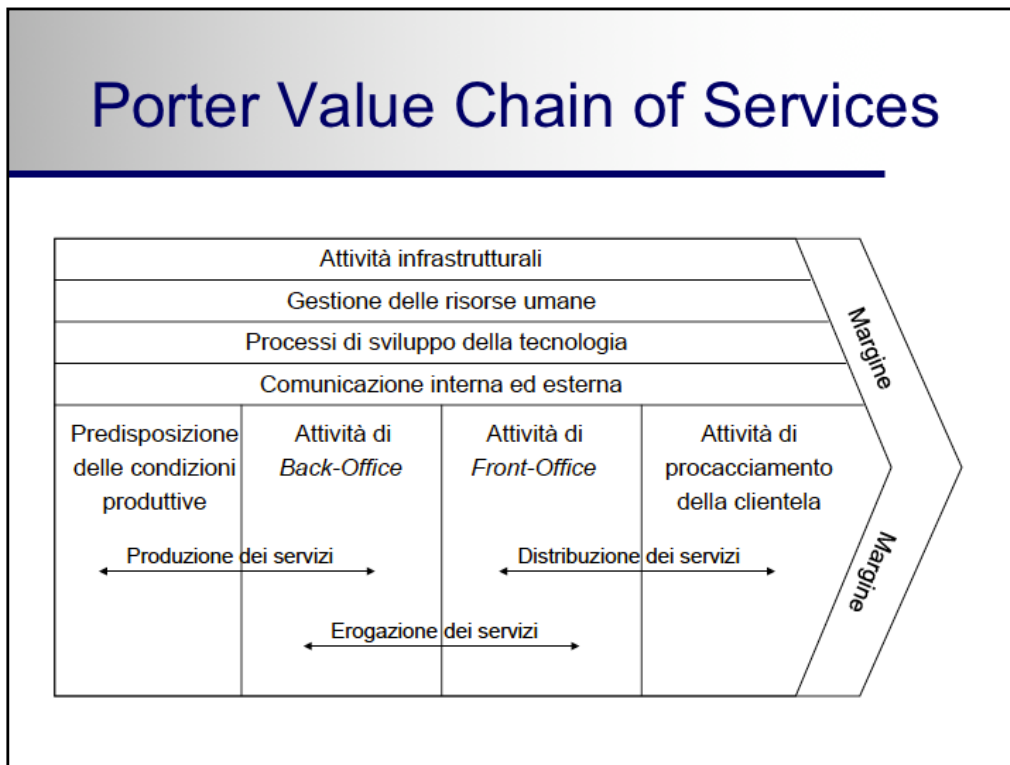 Porter Value Chain of Services
Attività infrastrutturali
Gestione delle risorse umane
Processi di sviluppo della tecnologia
Comunicazione interna ed esterna
Predisposizione
delle condizioni
produttive
Attività di
Back-Office
Attività di
Front-Office
Attività di
procacciamento
della clientela
Produzione dei servizi
Distribuzione dei servizi
Erogazione dei servizi
Margine
Margine